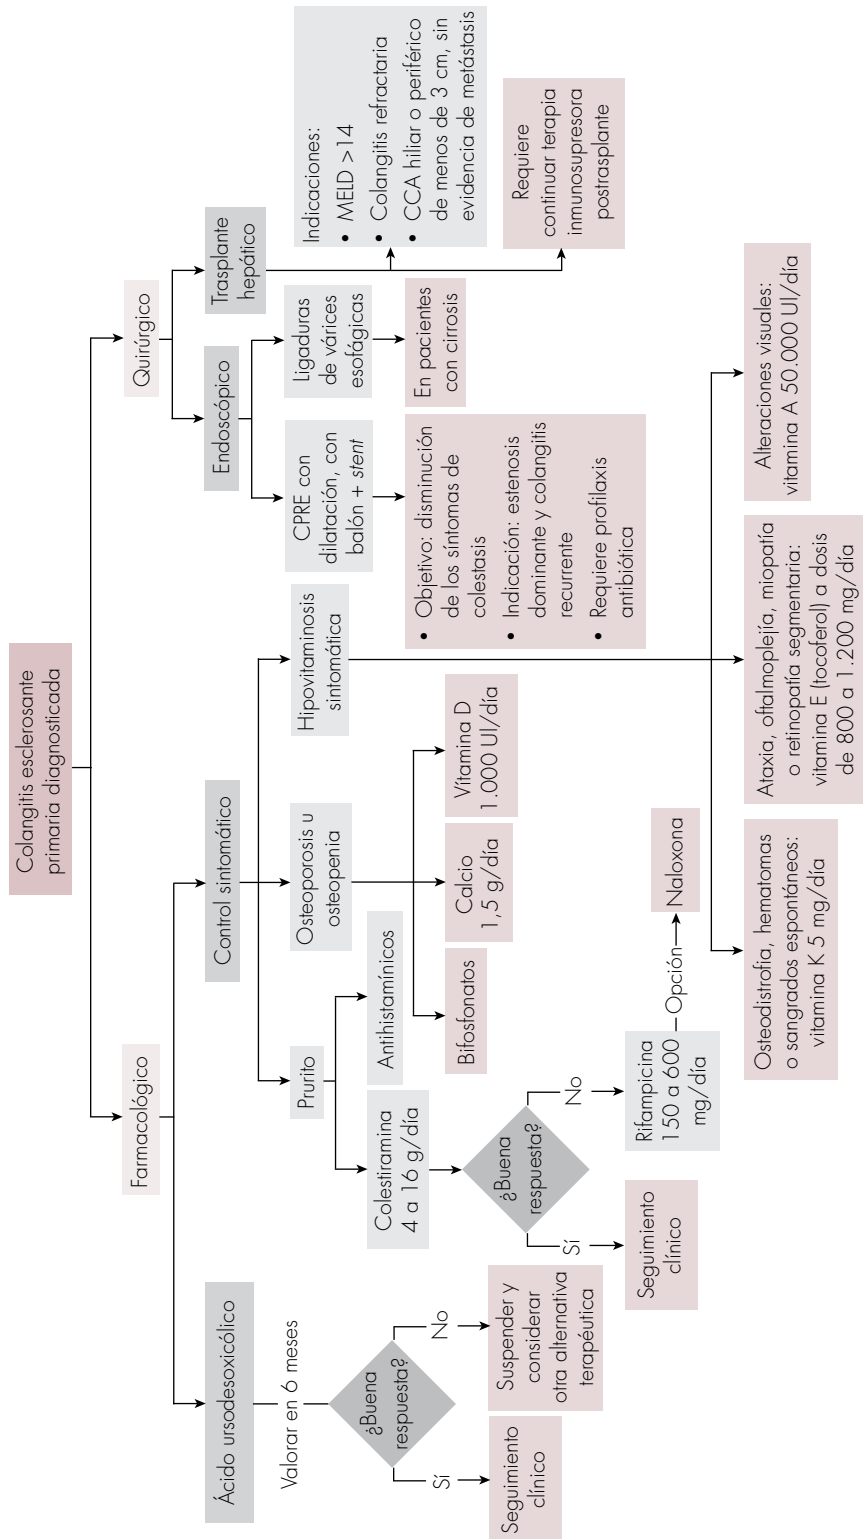 Colangitis esclerosante
primaria diagnosticada
Farmacológico
Quirúrgico
Ácido ursodesoxicólico
Valorar en 6 meses
¿Buena
respuesta?
Sí
No
Seguimiento
clínico
Suspender y
considerar
otra alternativa
terapéutica
Control sintomático
Prurito
Colestiramina
4 a 16 g/día
Antihistamínicos
¿Buena
respuesta?
Sí
No
Seguimiento
clínico
Rifampicina
150 a 600
mg/día
Opción
Naloxona
Osteoporosis u
osteopenia
Bifosfonatos
Calcio
1,5 g/día
Vitamina D
1.000 UI/día
Hipovitaminosis
sintomática
Osteodistrofia, hematomas
o sangrados espontáneos:
vitamina K 5 mg/día
Ataxia, oftalmoplejía, miopatía
o retinopatía segmentaria:
vitamina E (tocoferol) a dosis
de 800 a 1.200 mg/día
Alteraciones visuales:
vitamina A 50.000 UI/día
Endoscópico
CPRE con
dilatación, con
balón + stent
• Objetivo: disminución
de los síntomas de
colestasis
• Indicación: estenosis
dominante y colangitis
recurrente
• Requiere profilaxis
antibiótica
Ligaduras
de várices
esofágicas
En pacientes
con cirrosis
Trasplante
hepático
Indicaciones:
• MELD >14
• Colangitis refractaria
• CCA hiliar o periférico
de menos de 3 cm, sin
evidencia de metástasis
Requiere
continuar terapia
inmunosupresora
postrasplante